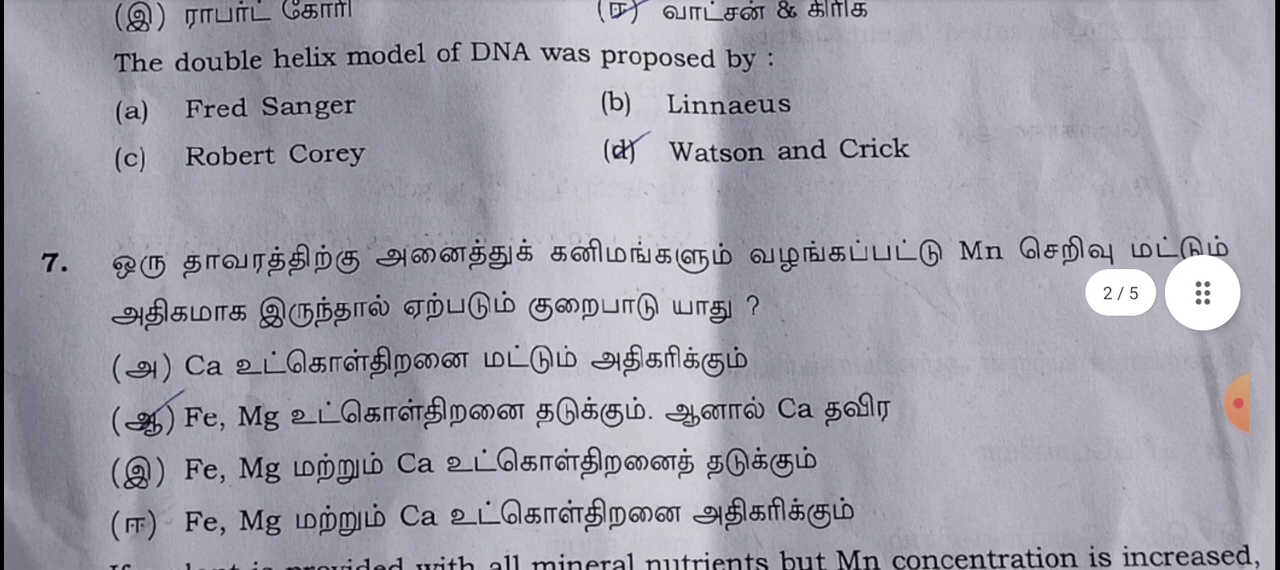 (இ) ராபர்ட் கோரி (ஈ) வாட்சன் & கிரிக்
The double helix model of DNA was proposed by :
(a) Fred Sanger (b) Linnaeus
(c) Robert Corey (d) Watson and Crick
7. ஒரு தாவரத்திற்கு அனைத்துக் கனிமங்களும் வழங்கப்பட்டு Mn செறிவு மட்டும்
அதிகமாக இருந்தால் ஏற்படும் குறைபாடு யாது ?
2 / 5
(அ) Ca உட்கொள்திறனை மட்டும் அதிகரிக்கும்
(ஆ) Fe, Mg உட்கொள்திறனை தடுக்கும். ஆனால் Ca தவிர
(இ) Fe, Mg மற்றும் Ca உட்கொள்திறனைத் தடுக்கும்
(ஈ) Fe, Mg மற்றும் Ca உட்கொள்திறனை அதிகரிக்கும்
If a plant is provided with all mineral nutrients but Mn concentration is increased,